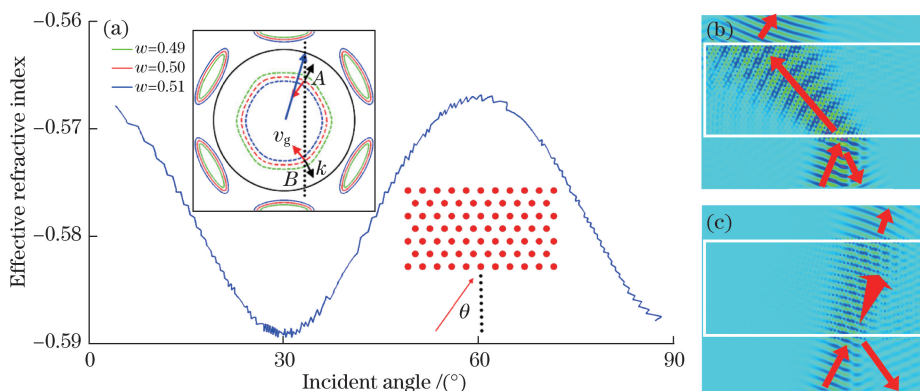 (a)
w=0.49
w=0.50
w=0.51
A
v_g
k
B
θ
Effective refractive index
−0.56
−0.57
−0.58
−0.59
0
30
60
90
Incident angle /(°)
(b)
(c)